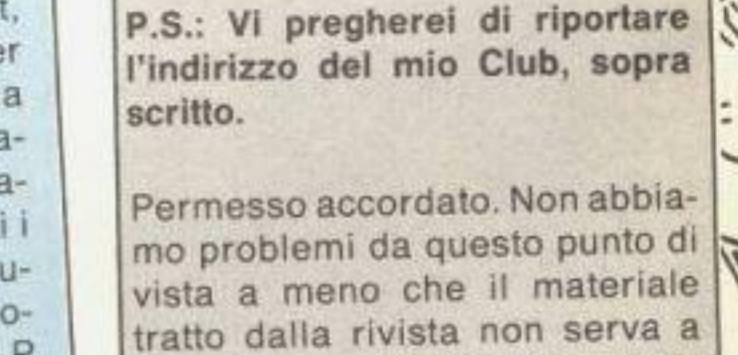 t,
er
a
a-
a-
i i
u-
o-
P.S.: Vi pregherei di riportare
l'indirizzo del mio Club, sopra
scritto.
Permesso accordato. Non abbia-
mo problemi da questo punto di
vista a meno che il materiale
tratto dalla rivista non serva a